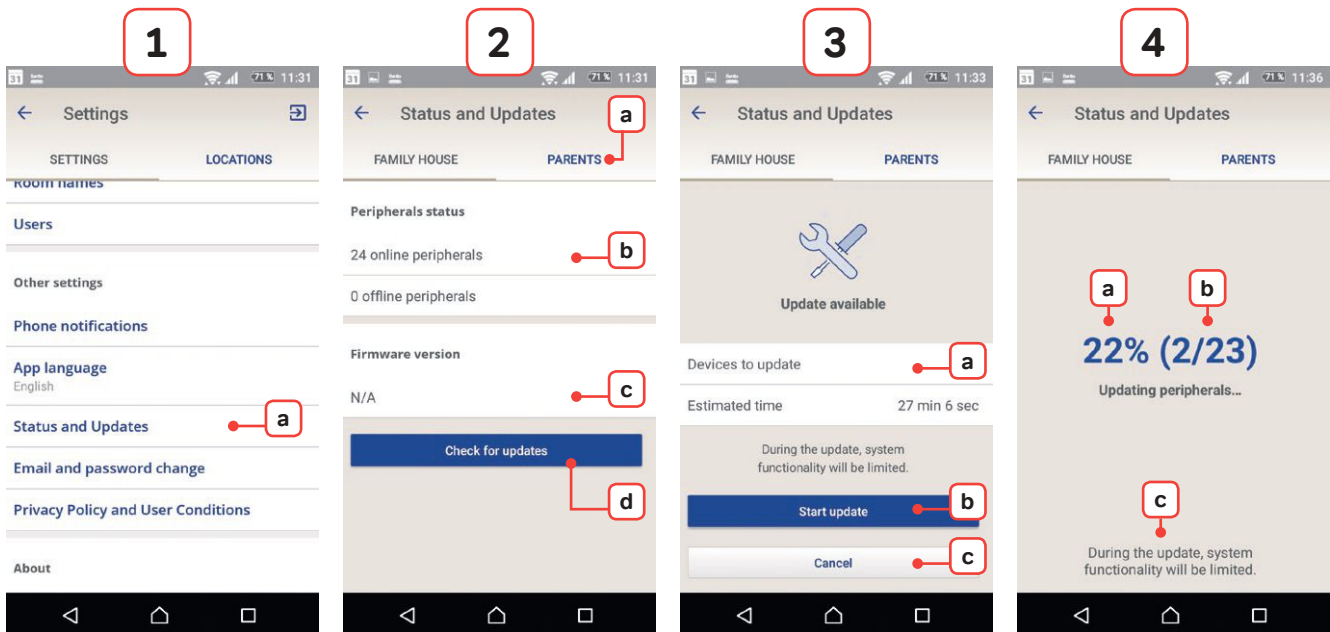 1
31
71%
11:31
Settings
SETTINGS
LOCATIONS
Room names
Users
Other settings
Phone notifications
App language
English
Status and Updates
a
Email and password change
Privacy Policy and User Conditions
About
2
31
71%
11:31
Status and Updates
a
FAMILY HOUSE
PARENTS
Peripherals status
24 online peripherals
b
0 offline peripherals
Firmware version
N/A
c
Check for updates
d
3
31
71%
11:33
Status and Updates
FAMILY HOUSE
PARENTS
Update available
Devices to update
a
Estimated time
27 min 6 sec
During the update, system
functionality will be limited.
Start update
b
Cancel
c
4
31
71%
11:36
Status and Updates
FAMILY HOUSE
PARENTS
a
b
22% (2/23)
Updating peripherals...
c
During the update, system
functionality will be limited.